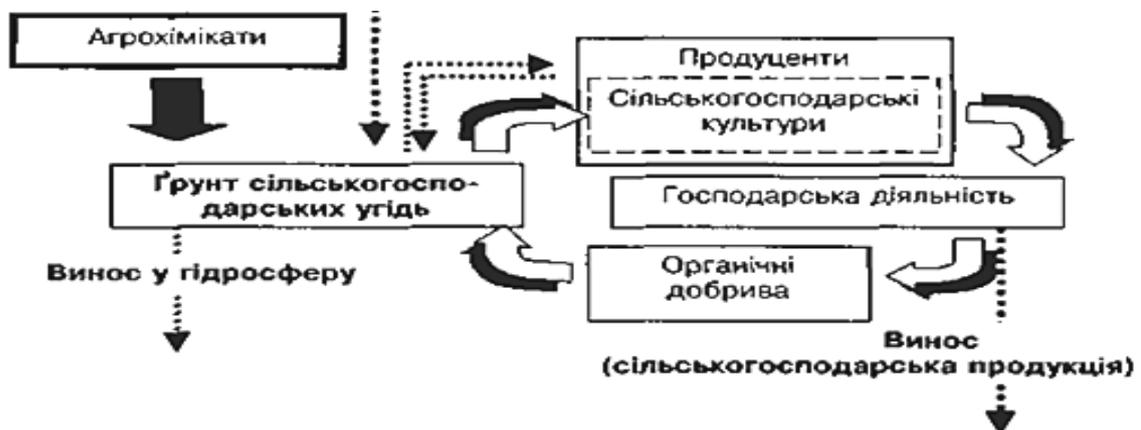 Агрохімікати
Продуценти
Сільськогосподарські
культури
Ґрунт сільськогоспо-
дарських угідь
Господарська діяльність
Винос у гідросферу
Органічні
добрива
Винос
(сільськогосподарська продукція)